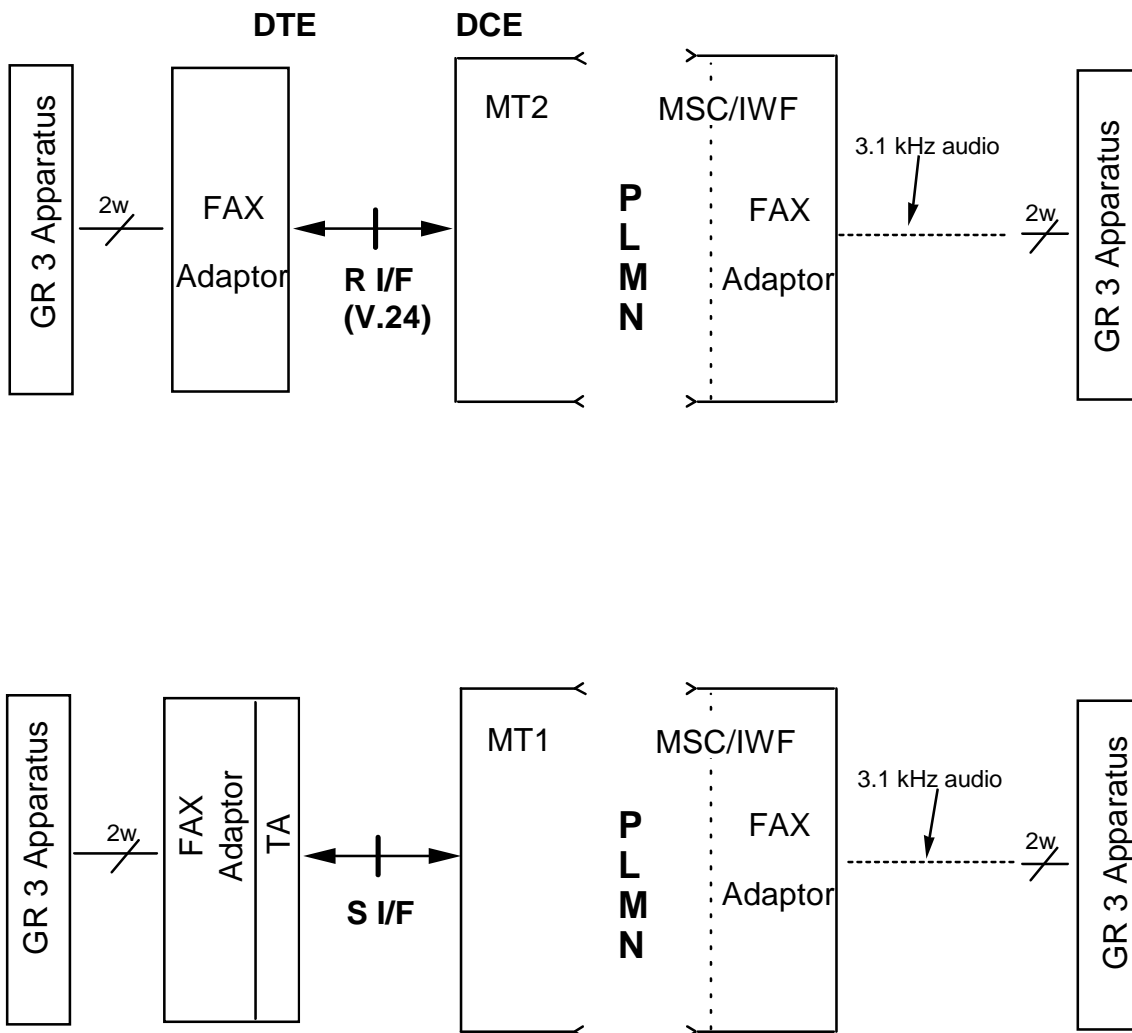 DTE
DCE
GR 3 Apparatus
2w
FAX
Adaptor
R I/F
(V.24)
MT2
P
L
M
N
MSC/IWF
FAX
Adaptor
3.1 kHz audio
2w
GR 3 Apparatus
GR 3 Apparatus
2w
FAX
Adaptor
TA
S I/F
MT1
P
L
M
N
MSC/IWF
FAX
Adaptor
3.1 kHz audio
2w
GR 3 Apparatus